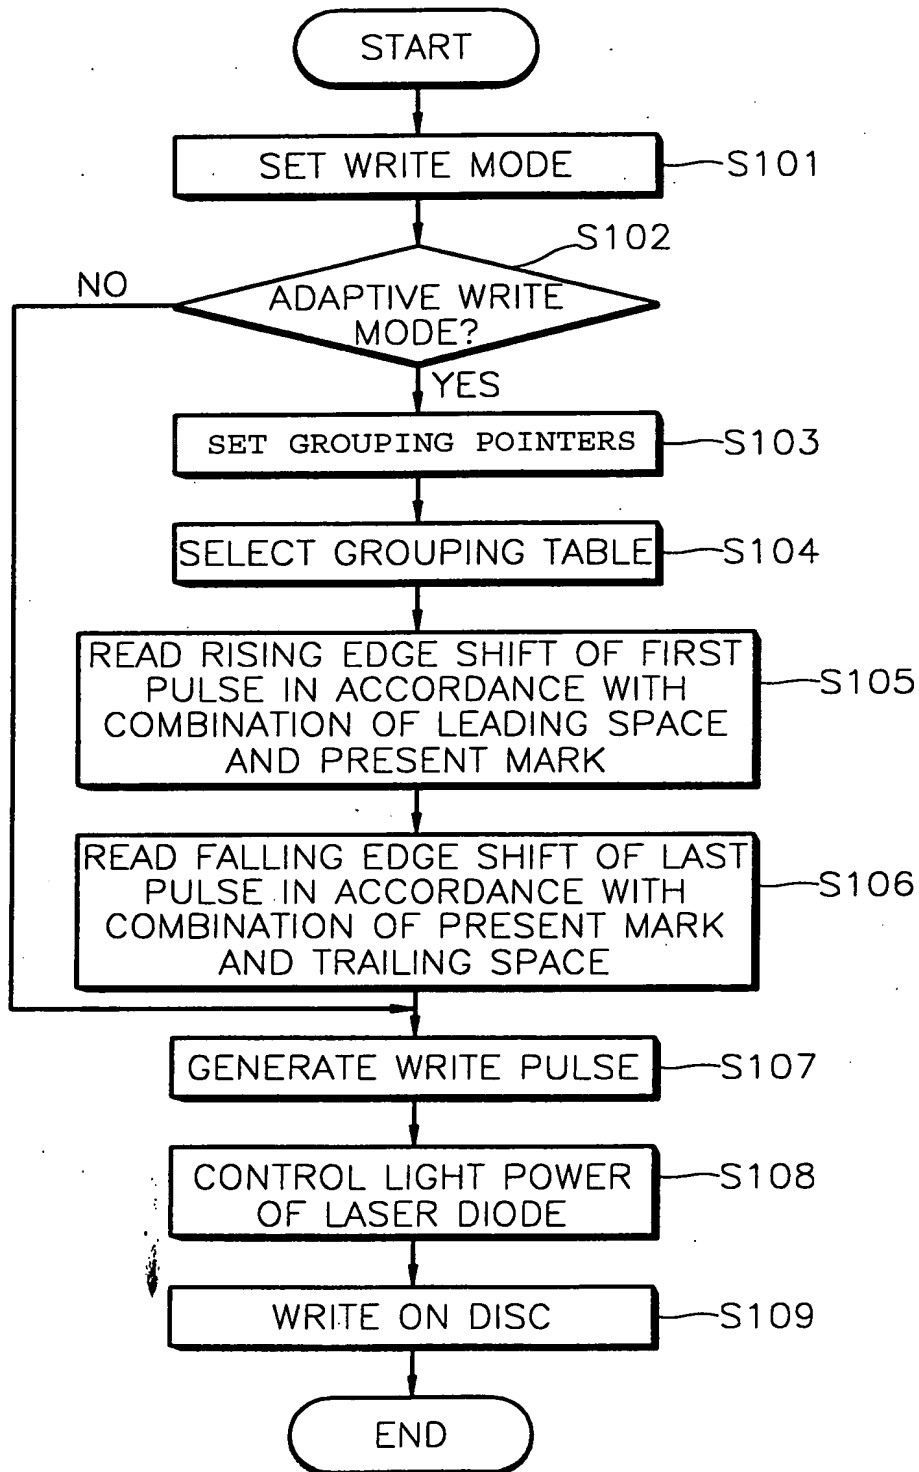 START
SET WRITE MODE
S101
S102
NO
ADAPTIVE WRITE
MODE?
YES
SET GROUPING POINTERS
S103
SELECT GROUPING TABLE
S104
READ RISING EDGE SHIFT OF FIRST
PULSE IN ACCORDANCE WITH
COMBINATION OF LEADING SPACE
AND PRESENT MARK
S105
READ FALLING EDGE SHIFT OF LAST
PULSE IN ACCORDANCE WITH
COMBINATION OF PRESENT MARK
AND TRAILING SPACE
S106
GENERATE WRITE PULSE
S107
CONTROL LIGHT POWER
OF LASER DIODE
S108
WRITE ON DISC
S109
END